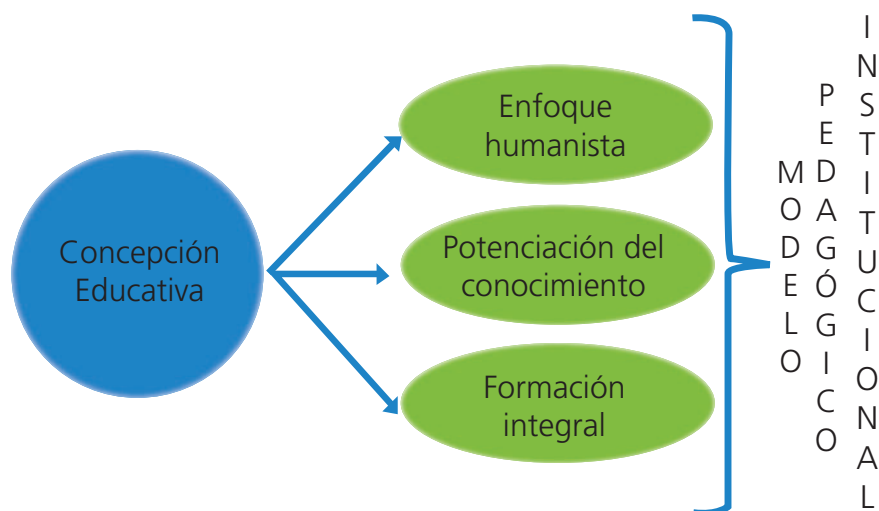 Concepción
Educativa
Enfoque
humanista
Potenciación del
conocimiento
Formación
integral
MODELO
PEDAGÓGICO
INSTITUCIONAL